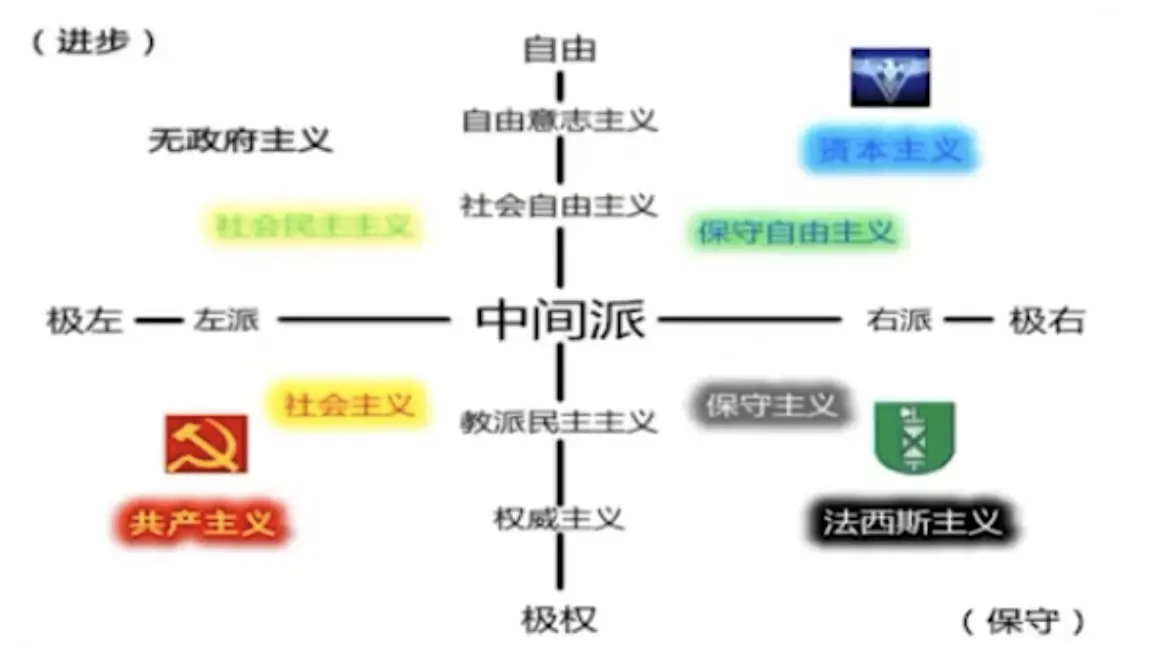 （进步）
自由
自由意志主义
无政府主义
资本主义
社会自由主义
社会民主主义
保守自由主义
极左
左派
中间派
右派
极右
社会主义
保守主义
教派民主主义
共产主义
权威主义
法西斯主义
极权
（保守）